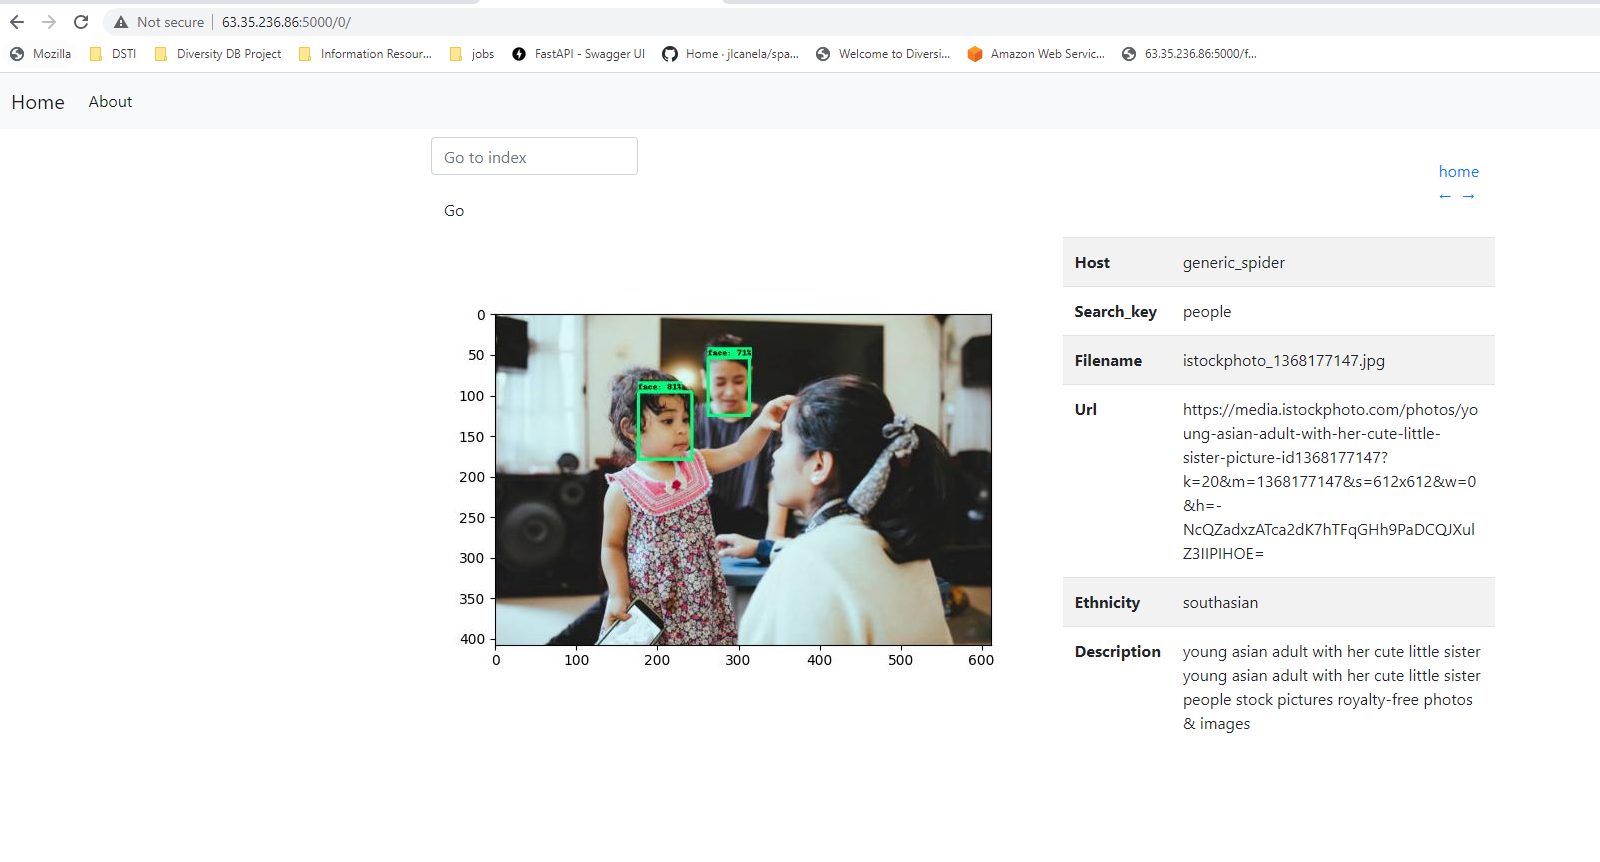 Not secure | 63.35.236.86:5000/0/
Mozilla DSTI Diversity DB Project Information Resour... jobs FastAPI - Swagger UI Home · jlcanela/spa... Welcome to Diversi... Amazon Web Servic... 63.35.236.86:5000/f...
Home About
Go to index
home
← →
Go
Host generic_spider
Search_key people
Filename istockphoto_1368177147.jpg
Url https://media.istockphoto.com/photos/yo
ung-asian-adult-with-her-cute-little-
sister-picture-id1368177147?
k=20&m=1368177147&s=612x612&w=0
&h=-
NcQZadxzATca2dK7hTFqGHh9PaDCQJXul
Z3IIPIHOE=
Ethnicity southasian
Description young asian adult with her cute little sister
young asian adult with her cute little sister
people stock pictures royalty-free photos
& images
0
50
100
150
200
250
300
350
400
0 100 200 300 400 500 600
face: 71%
face: 81%